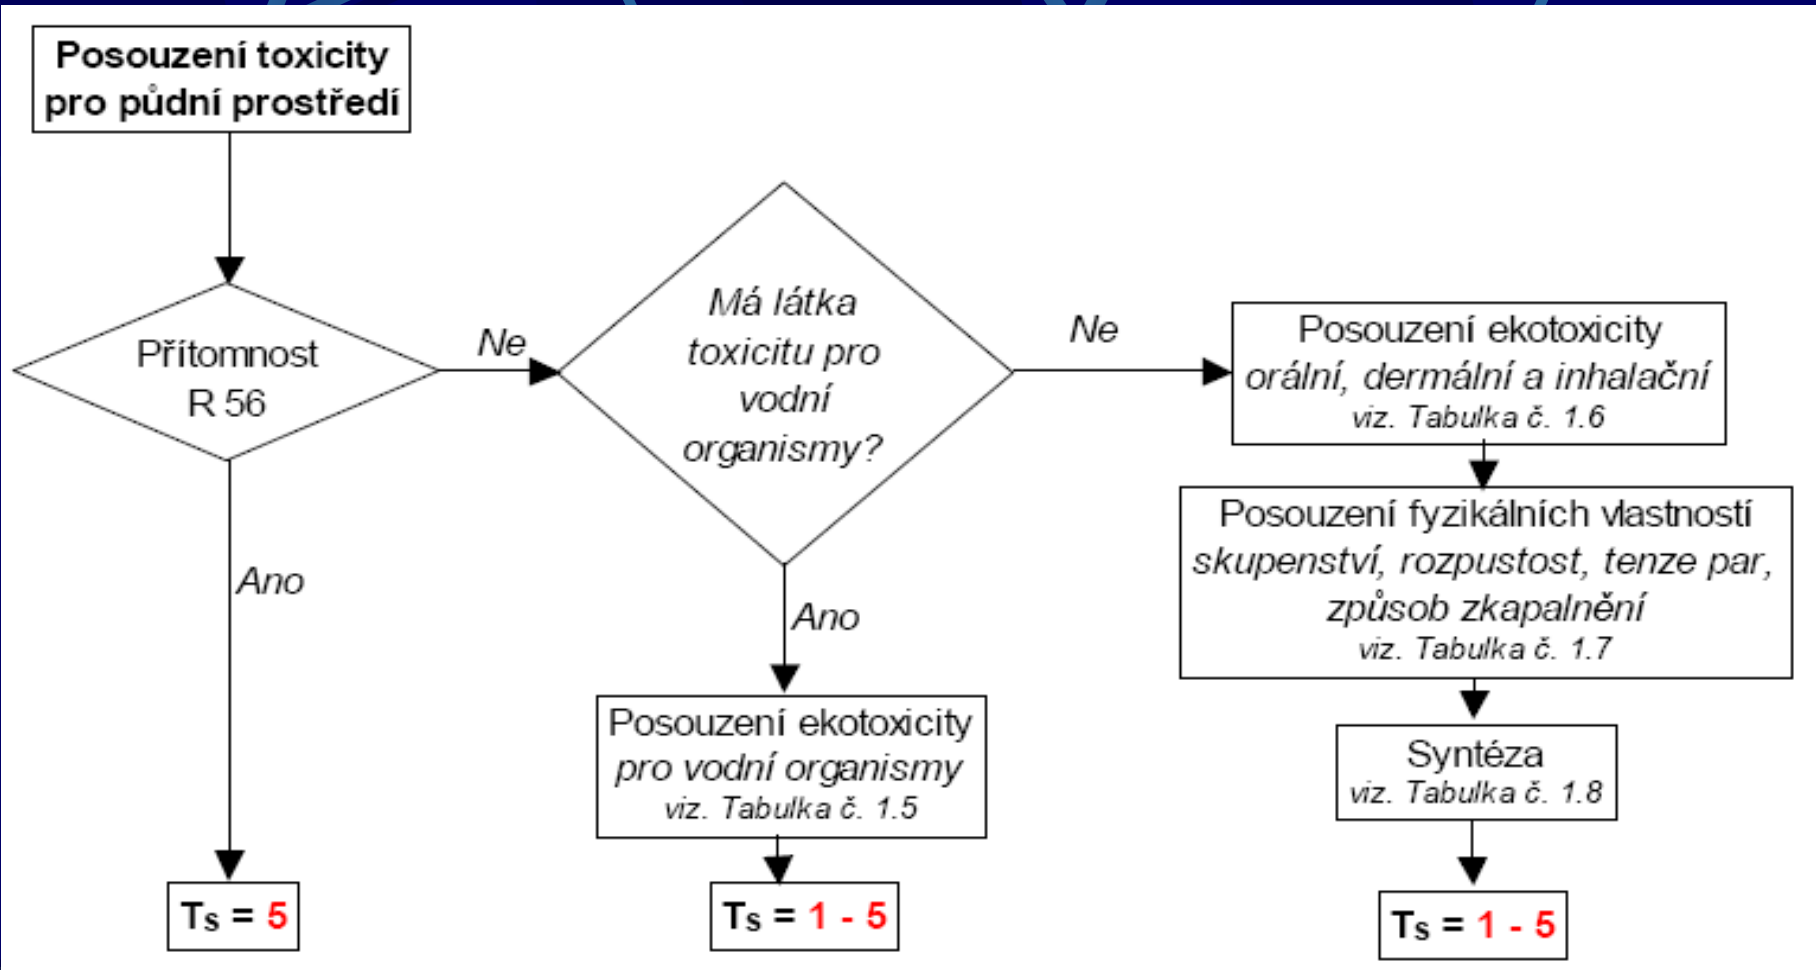 Posouzení toxicity
pro půdní prostředí
Přítomnost
R 56
Ne
Ano
Má látka
toxicitu pro
vodní
organismy?
Ne
Ano
Posouzení ekotoxicity
orální, dermální a inhalační
viz. Tabulka č. 1.6
Posouzení fyzikálních vlastností
skupenství, rozpustost, tenze par,
způsob zkapalnění
viz. Tabulka č. 1.7
Posouzení ekotoxicity
pro vodní organismy
viz. Tabulka č. 1.5
Syntéza
viz. Tabulka č. 1.8
Ts = 5
Ts = 1 - 5
Ts = 1 - 5